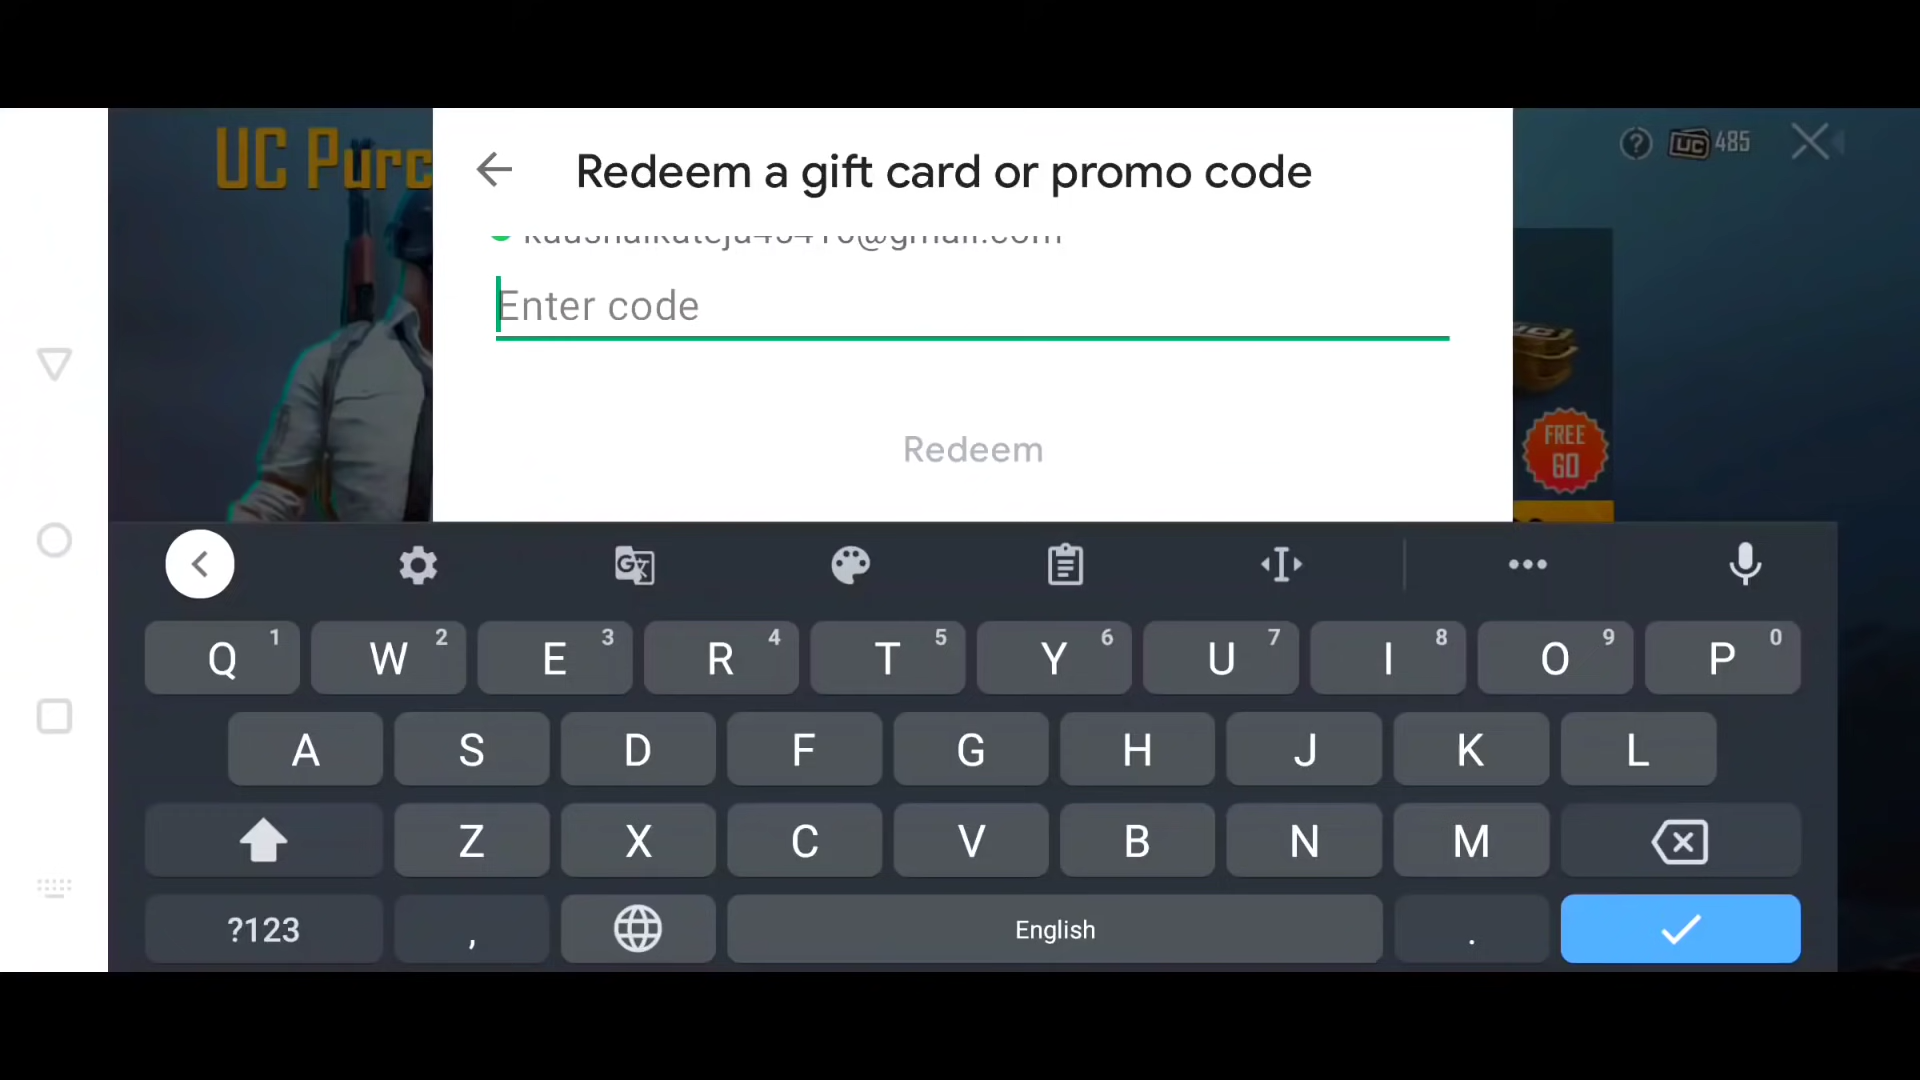 UC Purc
Redeem a gift card or promo code
485
UC
Enter code
Redeem
FREE
60
Q 1 W 2 E 3 R 4 T 5 Y 6 U 7 I 8 O 9 P 0
A S D F G H J K L
Z X C V B N M
?123 , English .